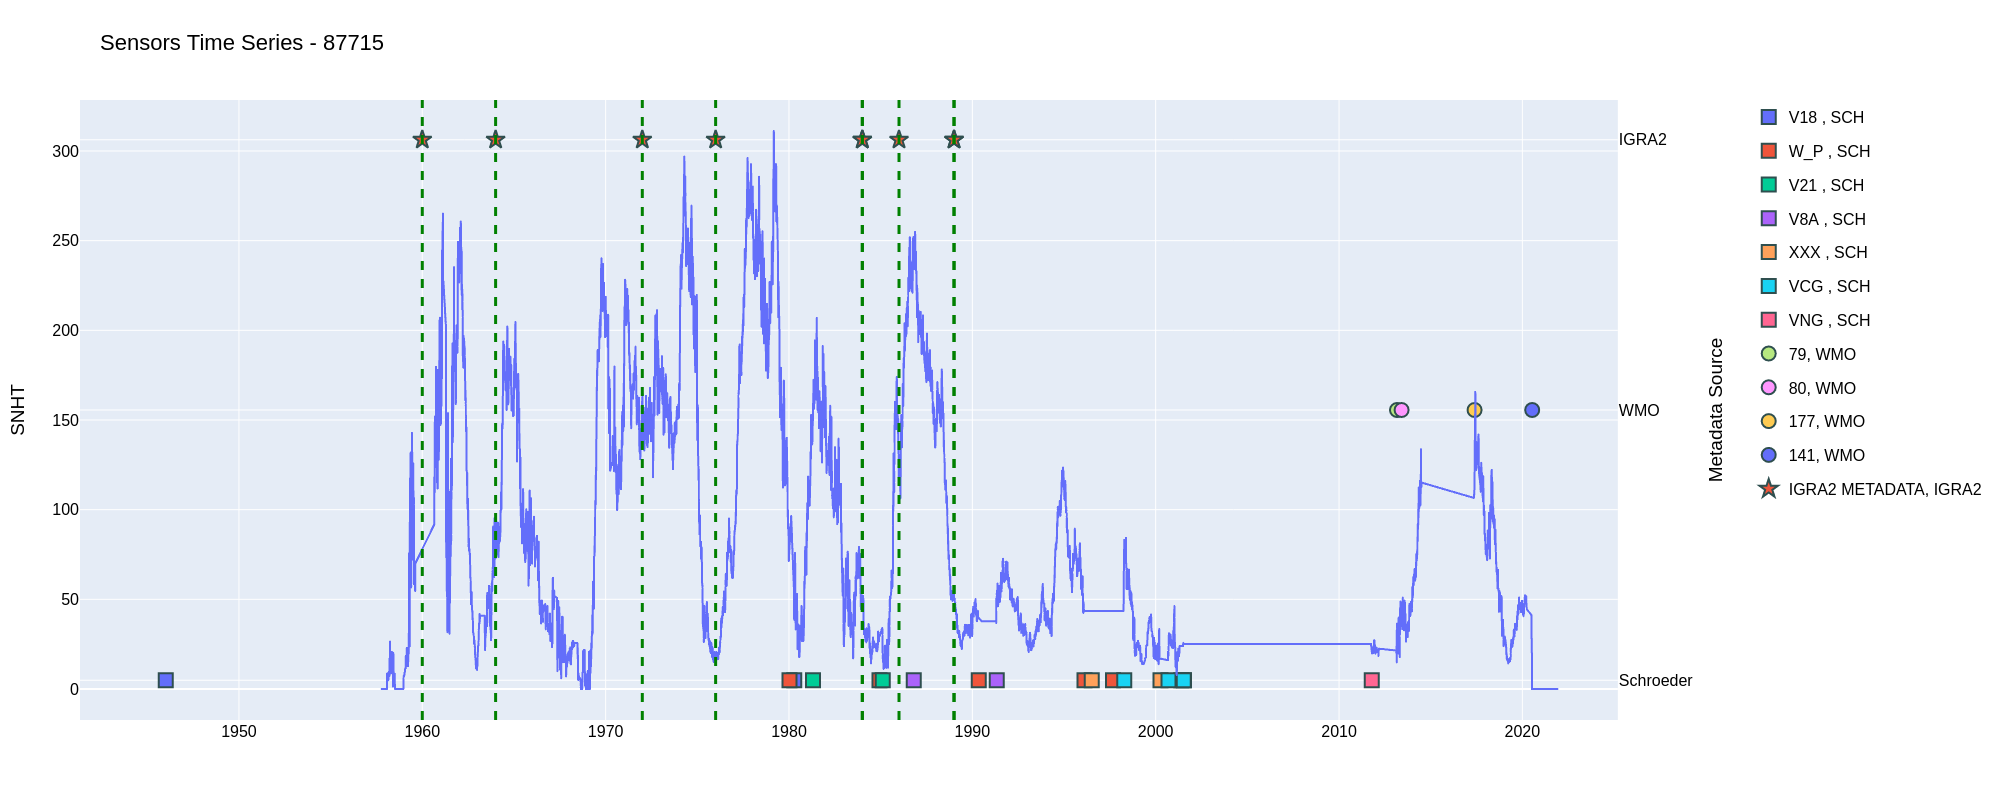 Sensors Time Series - 87715
SNHT
300
250
200
150
100
50
0
1950
1960
1970
1980
1990
2000
2010
2020
IGRA2
WMO
Schroeder
Metadata Source
V18 , SCH
W_P , SCH
V21 , SCH
V8A , SCH
XXX , SCH
VCG , SCH
VNG , SCH
79, WMO
80, WMO
177, WMO
141, WMO
IGRA2 METADATA, IGRA2